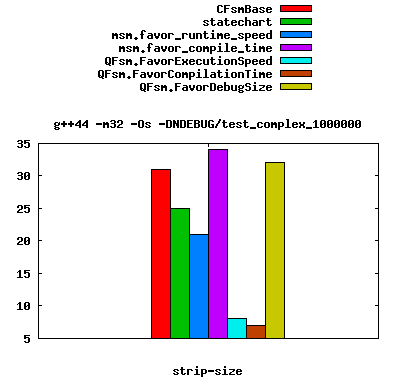 CFsmBase
statechart
msm.favor_runtime_speed
msm.favor_compile_time
QFsm.FavorExecutionSpeed
QFsm.FavorCompilationTime
QFsm.FavorDebugSize
g++44 -m32 -Os -DNDEBUG/test_complex_1000000
35
30
25
20
15
10
5
strip-size